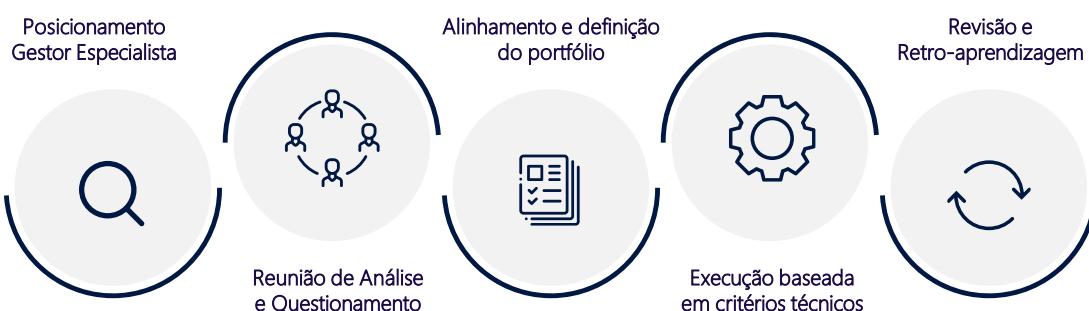 Posicionamento
Gestor Especialista
Reunião de Análise
e Questionamento
Alinhamento e definição
do portfólio
Execução baseada
em critérios técnicos
Revisão e
Retro-aprendizagem